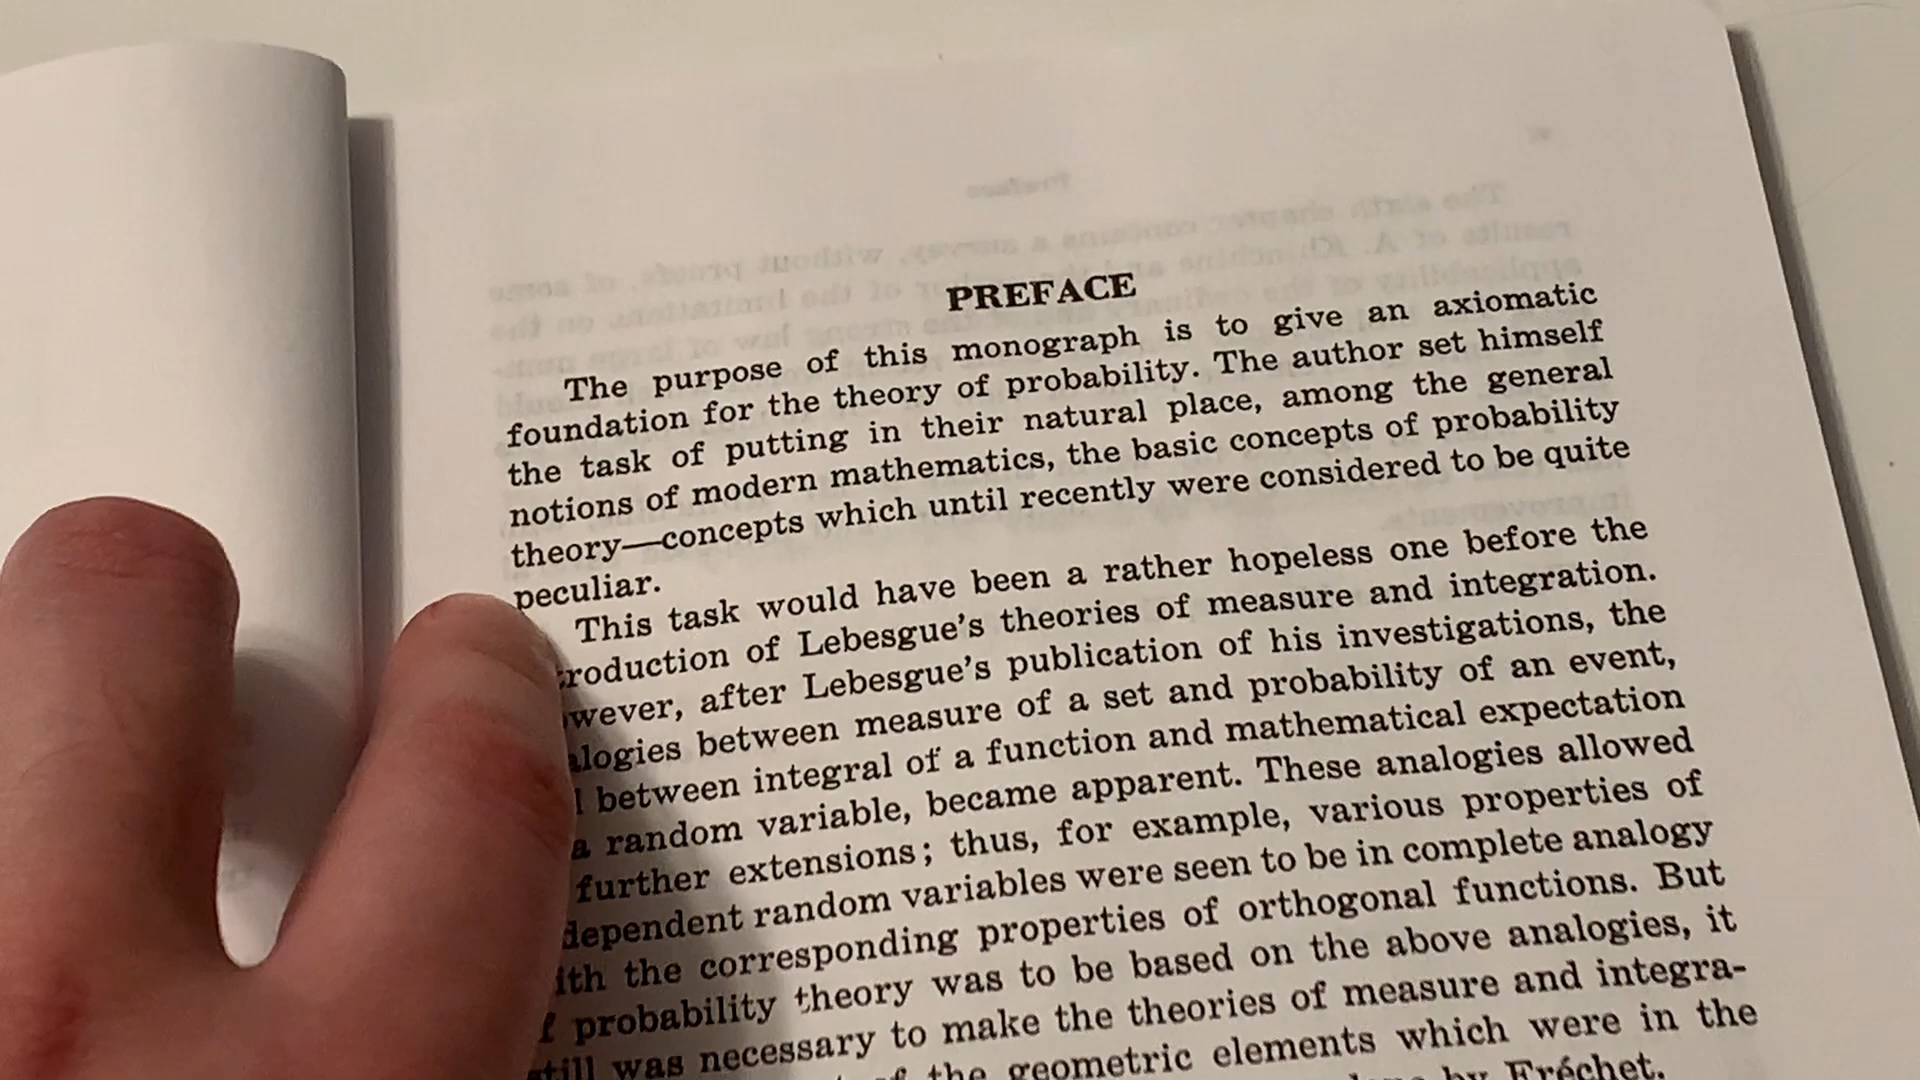 PREFACE
The purpose of this monograph is to give an axiomatic
foundation for the theory of probability. The author set himself
the task of putting in their natural place, among the general
notions of modern mathematics, the basic concepts of probability
theory—concepts which until recently were considered to be quite
peculiar.
This task would have been a rather hopeless one before the
troduction of Lebesgue's theories of measure and integration.
wever, after Lebesgue's publication of his investigations, the
alogies between measure of a set and probability of an event,
between integral of a function and mathematical expectation
a random variable, became apparent. These analogies allowed
further extensions; thus, for example, various properties of
dependent random variables were seen to be in complete analogy
ith the corresponding properties of orthogonal functions. But
f probability theory was to be based on the above analogies, it
still was necessary to make the theories of measure and integra-
of the geometric elements which were in the
by Fréchet.